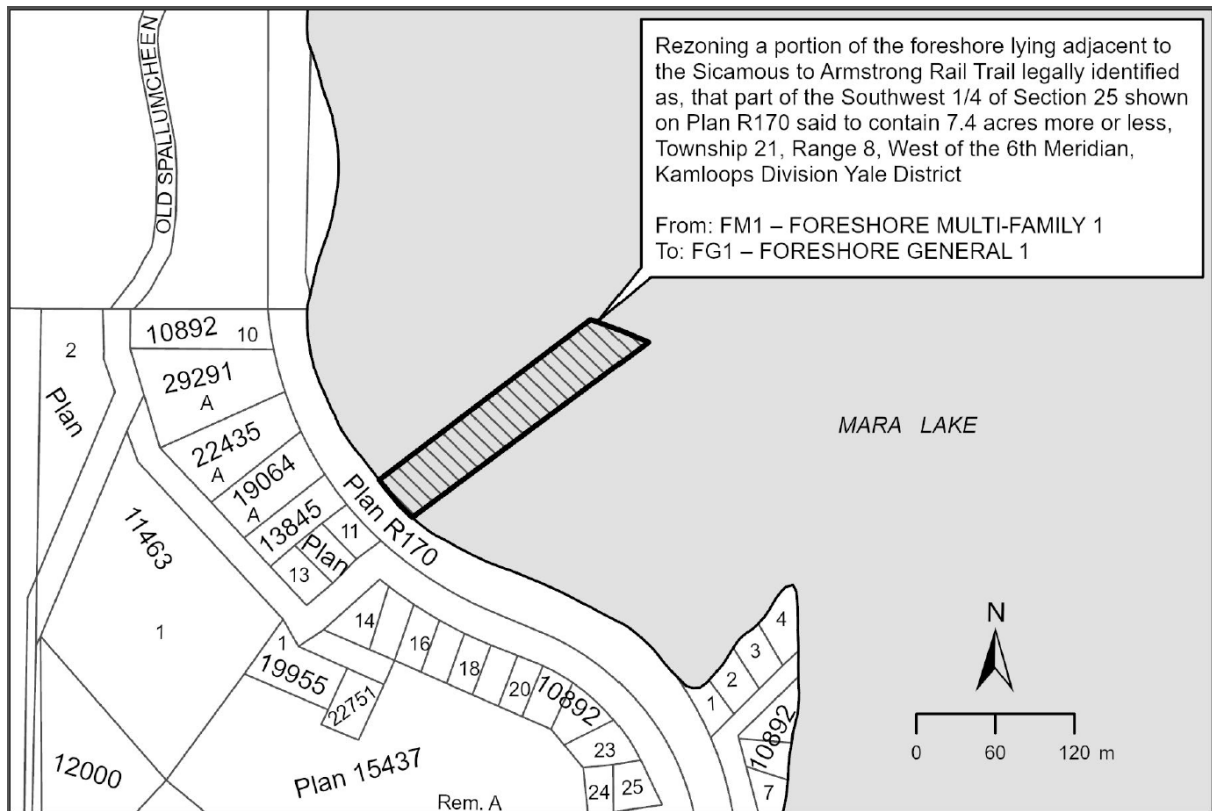 OLD SPALLUMCHEEN
Rezoning a portion of the foreshore lying adjacent to
the Sicamous to Armstrong Rail Trail legally identified
as, that part of the Southwest 1/4 of Section 25 shown
on Plan R170 said to contain 7.4 acres more or less,
Township 21, Range 8, West of the 6th Meridian,
Kamloops Division Yale District
From: FM1 – FORESHORE MULTI-FAMILY 1
To: FG1 – FORESHORE GENERAL 1
2
Plan
10892 10
29291
A
22435
A
19064
A
13845
11
Plan
13
Plan R170
MARA LAKE
11463
1
14
16
18
20
10892
23
24
25
1
19955
22751
12000
Plan 15437
Rem. A
4
3
2
1
10892
7
N
0 60 120 m